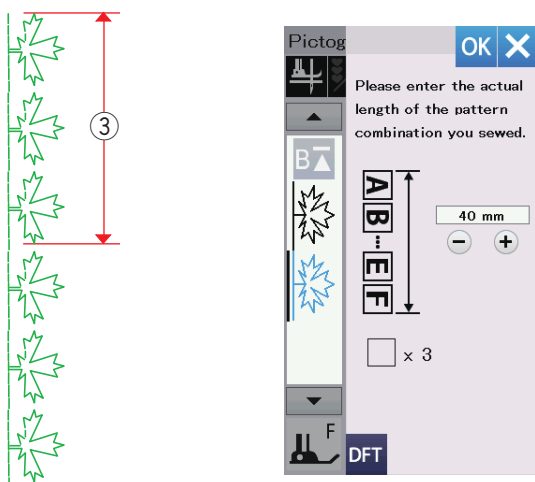 ③
Pictog
OK
Please enter the actual
length of the pattern
combination you sewed.
B
A
B
E
F
40 mm
x 3
F
DFT